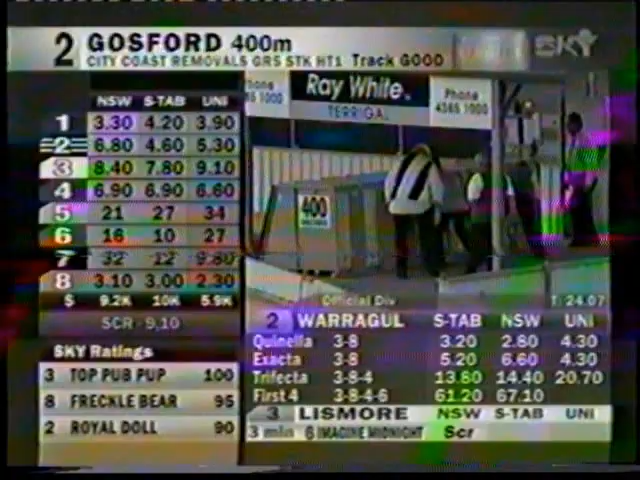 2 GOSFORD 400m
CITY COAST REMOVALS GRS STK HT1 Track GOOD
SKY
NSW S-TAB UNI
1 3.30 4.20 3.90
2 6.80 4.60 5.30
3 8.40 7.80 9.10
4 6.90 6.90 6.60
5 21 27 34
6 16 10 27
7 32 12 9.80
8 3.10 3.00 2.30
$ 9.2K 10K 5.9K
SCR - 9,10
SKY Ratings
3 TOP PUP PUP 100
8 FRECKLE BEAR 95
2 ROYAL DOLL 90
Ray White.
TERRIGAL
Phone
4385 1000
400
Official Div T: 24.07
2 WARRAGUL S-TAB NSW UNI
Quinella 3-8 3.20 2.80 4.30
Exacta 3-8 5.20 6.60 4.30
Trifecta 3-8-4 13.80 14.40 20.70
First 4 3-8-4-6 61.20 67.10
3 LISMORE NSW S-TAB UNI
3 min 6 IMAGINE MIDNIGHT Scr